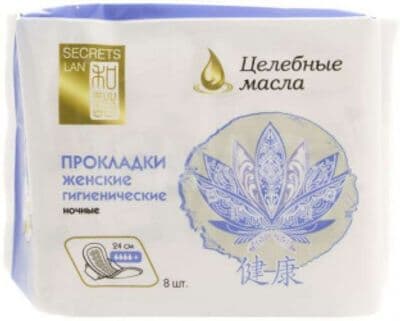 SECRETS
LAN
Целебные
масла
ПРОКЛАДКИ
женские
гигиенические
ночные
24 см
8 шт.
健康